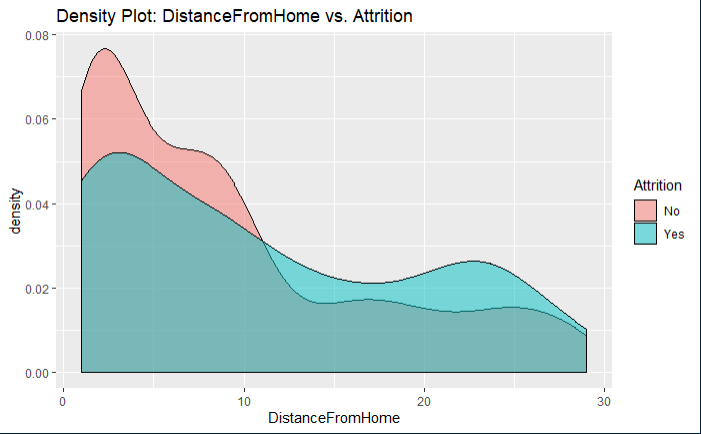 Density Plot: DistanceFromHome vs. Attrition
0.08
0.06
0.04
0.02
0.00
density
0
10
20
30
DistanceFromHome
Attrition
No
Yes